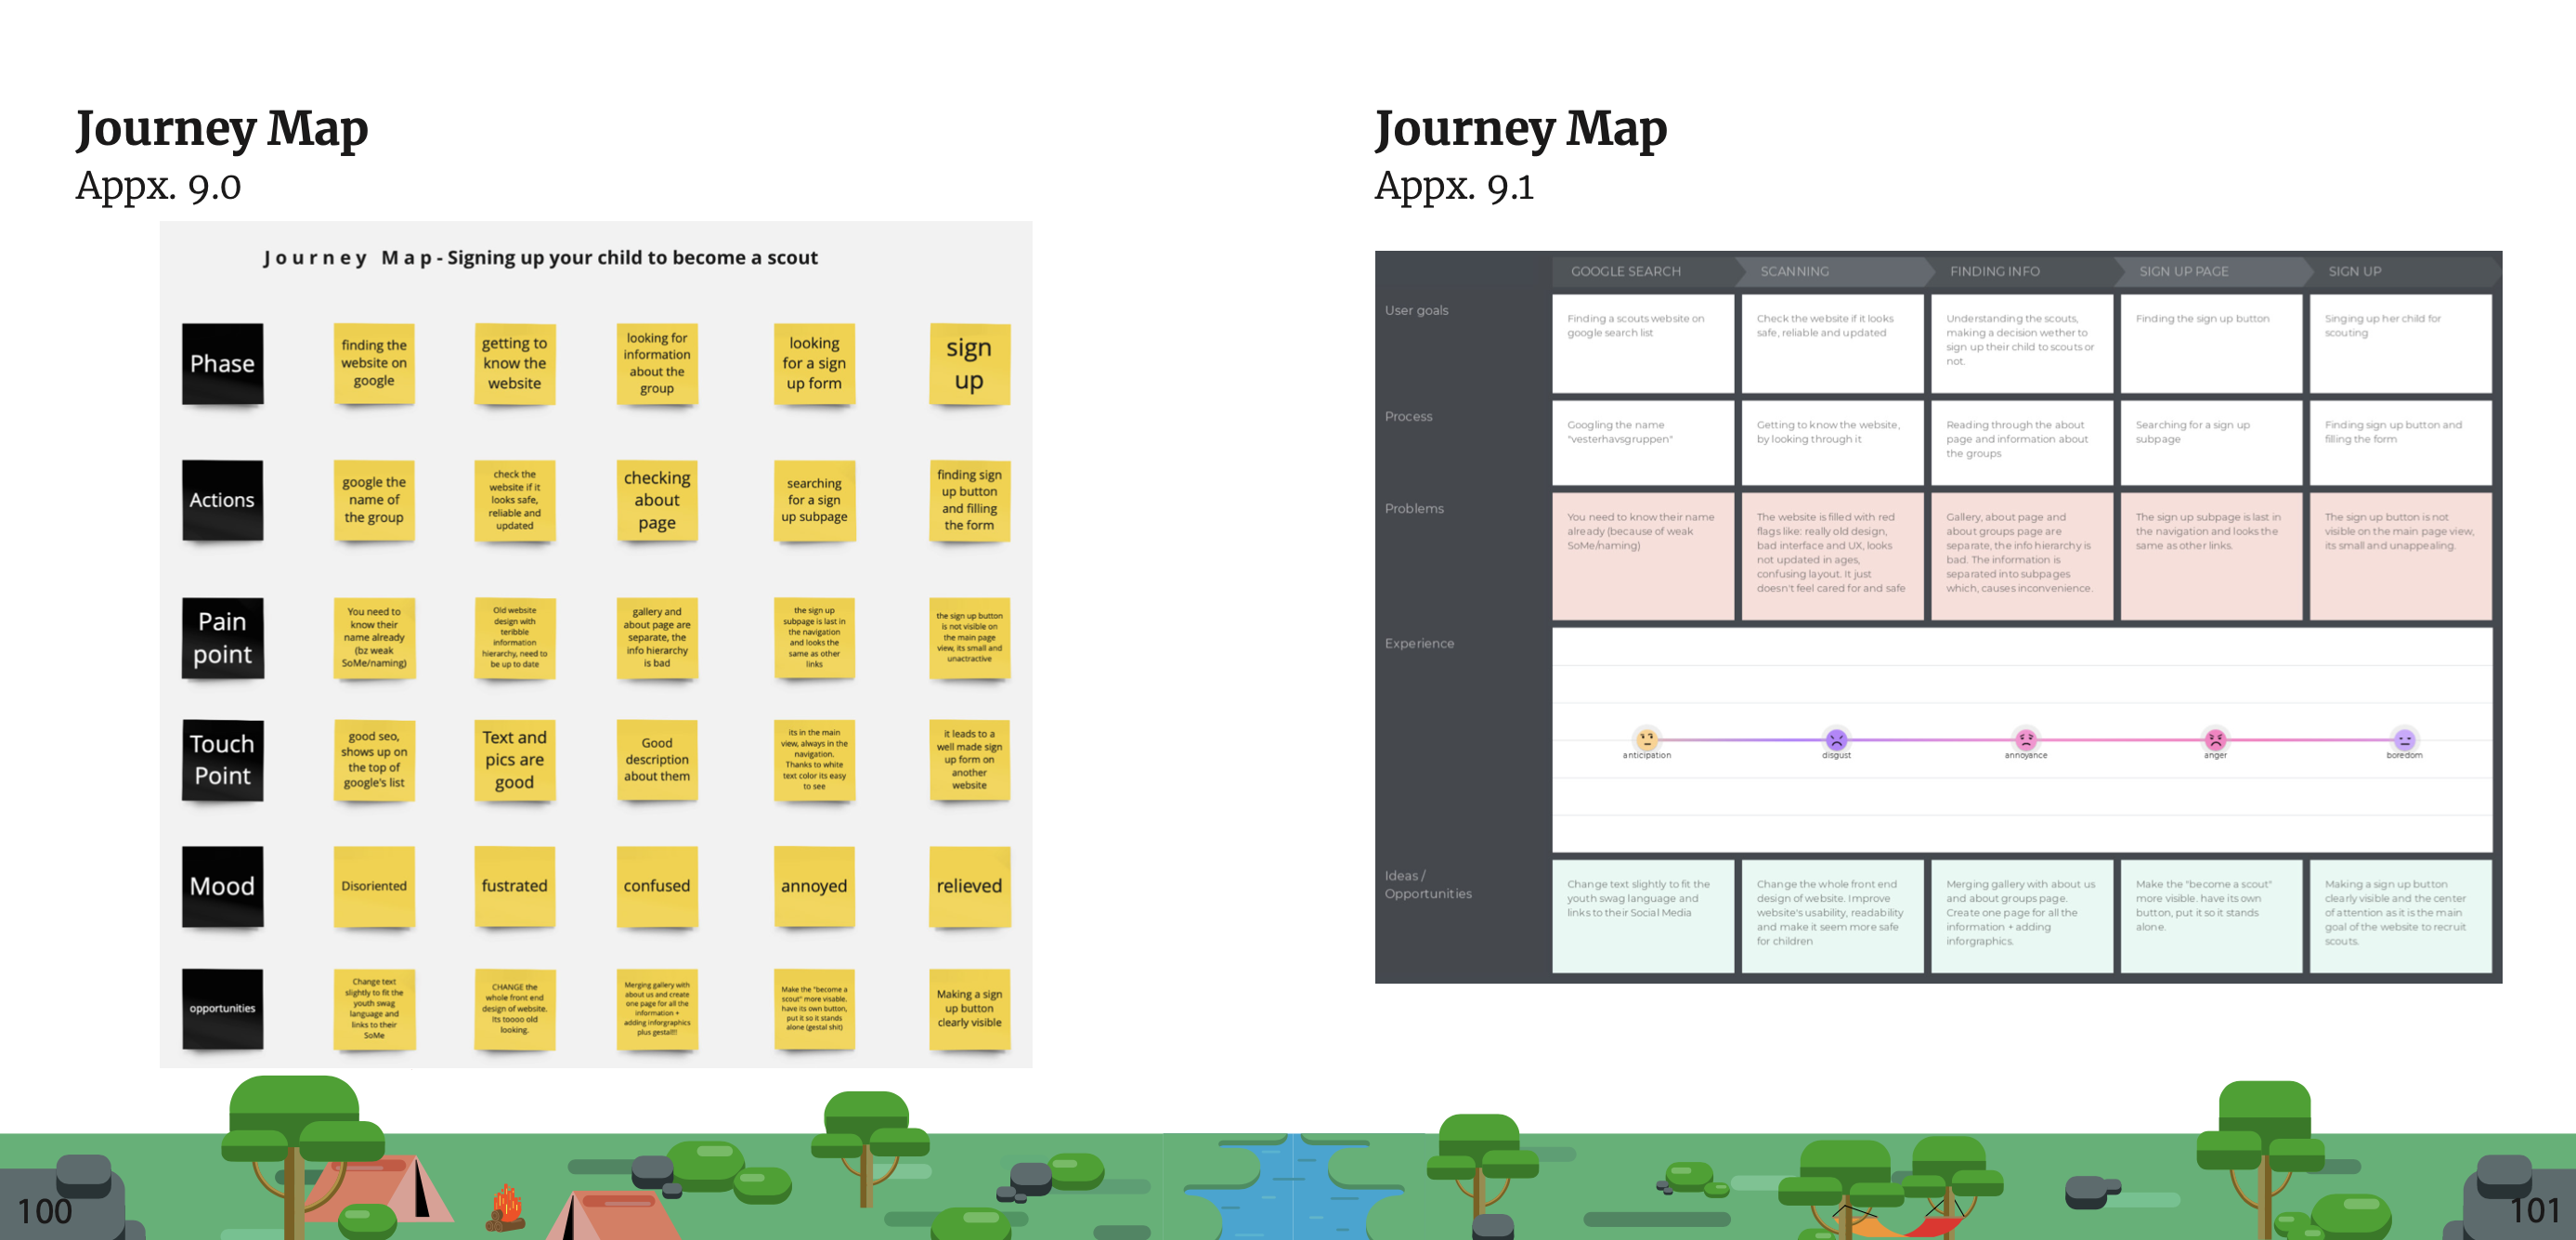 Journey Map
Appx. 9.0
Journey Map - Signing up your child to become a scout
Phase
finding the
website on
google
getting to
know the
website
looking for
information
about the
group
looking
for a sign
up form
sign
up
Actions
google the
name of
the group
check the
website if it
looks safe,
reliable and
updated
checking
about
page
searching
for a sign
up subpage
finding sign
up button
and filling
the form
Pain
point
You need to
know their
name already
(bz weak
SoMe/naming)
Old website
design with
teribble
information
hierarchy, need to
be up to date
gallery and
about page are
separate, the
info hierarchy
is bad
the sign up
subpage is last in
the navigation
and looks the
same as other
links
the sign up button
is not visible on
the main page
view, its small and
unactractive
Touch
Point
good seo,
shows up on
the top of
google's list
Text and
pics are
good
Good
description
about them
its in the main
view, always in the
navigation.
Thanks to white
text color its easy
to see
it leads to a
well made sign
up form on
another
website
Mood
Disoriented
fustrated
confused
annoyed
relieved
opportunities
Change text
slightly to fit the
youth swag
language and
links to their
SoMe
CHANGE the
whole front end
design of website.
Its toooo old
looking.
Merging gallery with
about us and create
one page for all the
information +
adding inforgraphics
plus gestal!!!
Make the "become a
scout" more visable.
have its own button,
put it so it stands
alone (gestal shit)
Making a sign
up button
clearly visible
100
Journey Map
Appx. 9.1
GOOGLE SEARCH
SCANNING
FINDING INFO
SIGN UP PAGE
SIGN UP
User goals
Finding a scouts website on
google search list
Check the website if it looks
safe, reliable and updated
Understanding the scouts,
making a decision wether to
sign up their child to scouts or
not.
Finding the sign up button
Singing up her child for
scouting
Process
Googling the name
"vesterhavsgruppen"
Getting to know the website,
by looking through it
Reading through the about
page and information about
the groups
Searching for a sign up
subpage
Finding sign up button and
filling the form
Problems
You need to know their name
already (because of weak
SoMe/naming)
The website is filled with red
flags like: really old design,
bad interface and UX, looks
not updated in ages,
confusing layout. It just
doesn't feel cared for and safe
Gallery, about page and
about groups page are
separate, the info hierarchy is
bad. The information is
separated into subpages
which, causes inconvenience.
The sign up subpage is last in
the navigation and looks the
same as other links.
The sign up button is not
visible on the main page view,
its small and unappealing.
Experience
anticipation
disgust
annoyance
anger
boredom
Ideas /
Opportunities
Change text slightly to fit the
youth swag language and
links to their Social Media
Change the whole front end
design of website. Improve
website's usability, readability
and make it seem more safe
for children
Merging gallery with about us
and about groups page.
Create one page for all the
information + adding
inforgraphics.
Make the "become a scout"
more visible. have its own
button, put it so it stands
alone.
Making a sign up button
clearly visible and the center
of attention as it is the main
goal of the website to recruit
scouts.
101